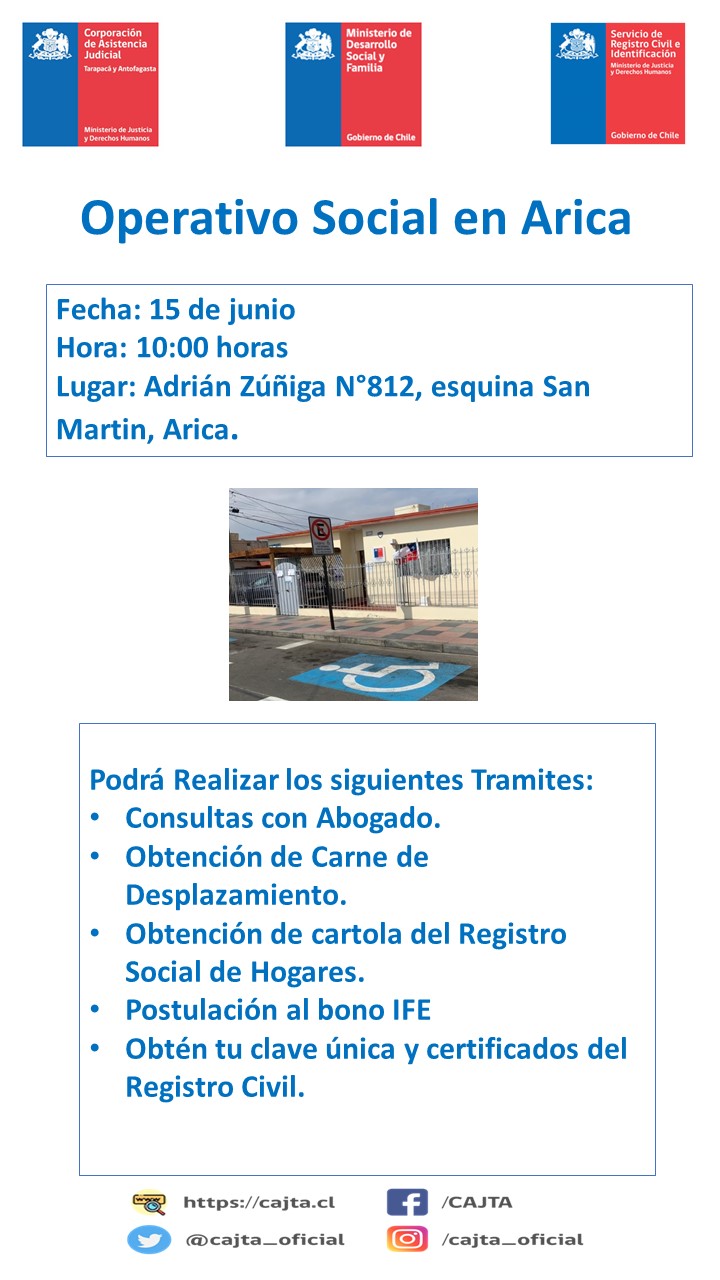 Corporación
de Asistencia
Judicial
Tarapacá y Antofagasta
Ministerio de Justicia
y Derechos Humanos
Ministerio de
Desarrollo
Social y
Familia
Gobierno de Chile
Servicio de
Registro Civil e
Identificación
Ministerio de Justicia
y Derechos Humanos
Gobierno de Chile
Operativo Social en Arica
Fecha: 15 de junio
Hora: 10:00 horas
Lugar: Adrián Zúñiga N°812, esquina San
Martin, Arica.
E
Podrá Realizar los siguientes Tramites:
• Consultas con Abogado.
• Obtención de Carne de
Desplazamiento.
• Obtención de cartola del Registro
Social de Hogares.
• Postulación al bono IFE
• Obtén tu clave única y certificados del
Registro Civil.
www
https://cajta.cl
/CAJTA
@cajta_oficial
/cajta_oficial